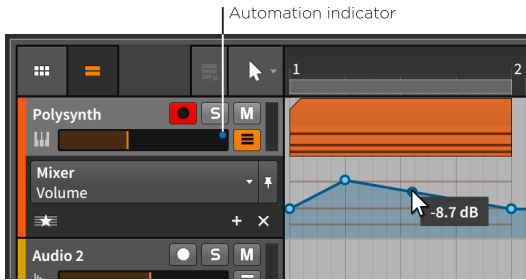 Automation indicator
1
2
Polysynth
S M
Mixer
Volume
-8.7 dB
Audio 2
S M